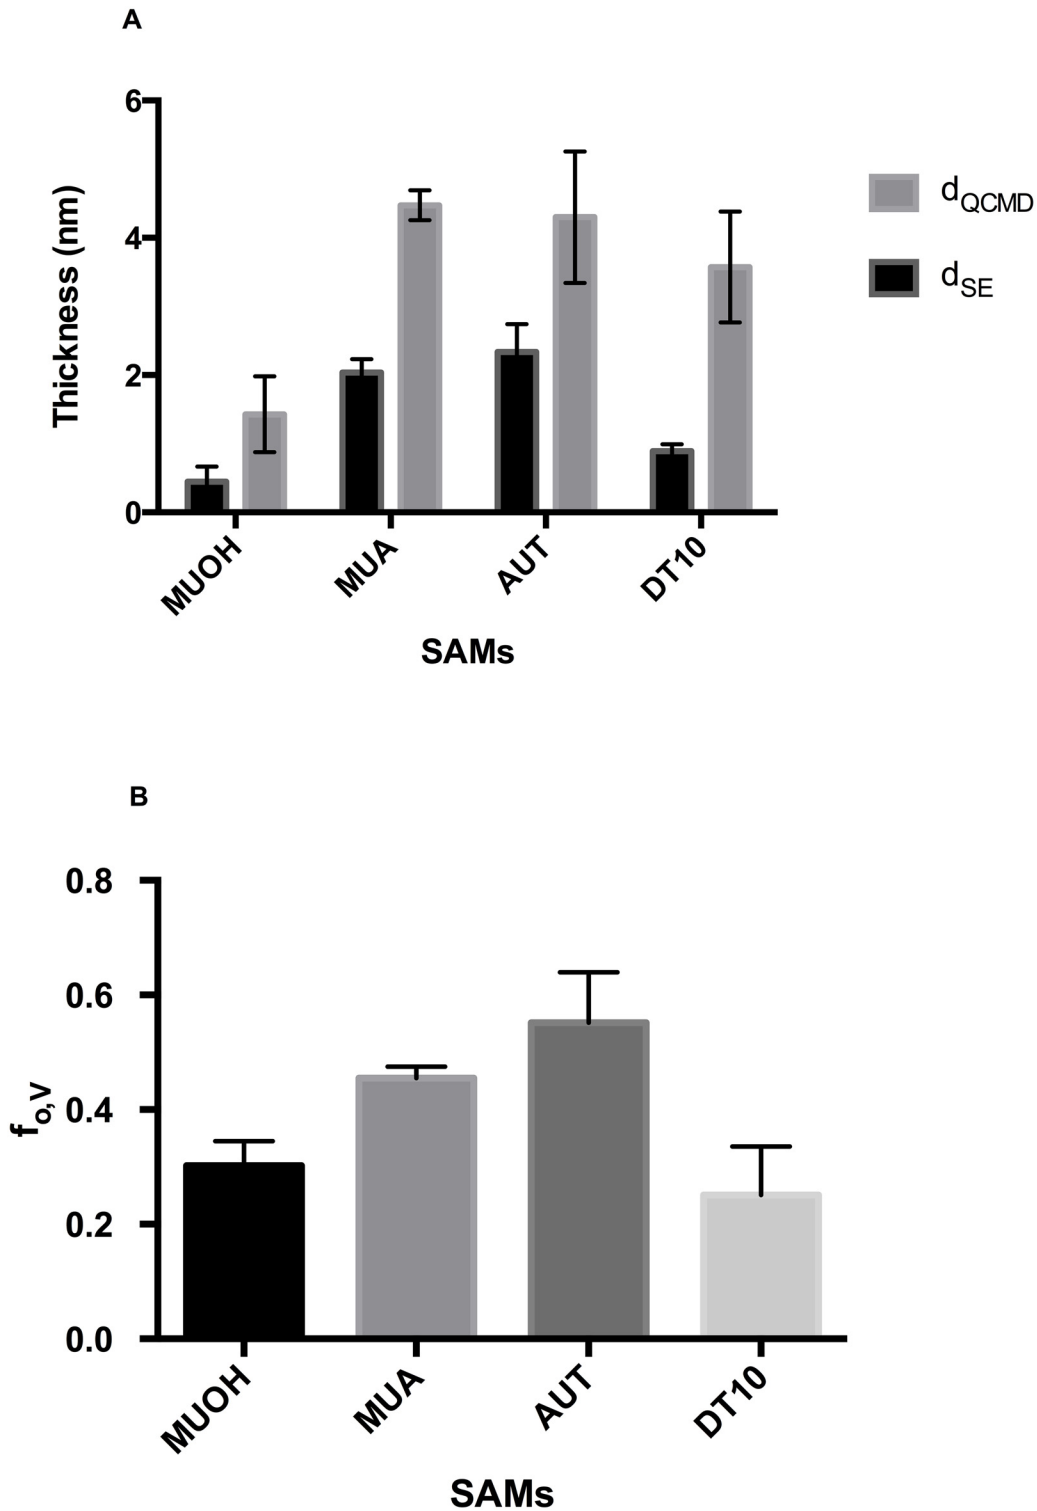 A
6
4
2
0
Thickness (nm)
MUOH
MUA
AUT
DT10
SAMs
dQCMD
dSE
B
0.8
0.6
0.4
0.2
0.0
fo,V
MUOH
MUA
AUT
DT10
SAMs